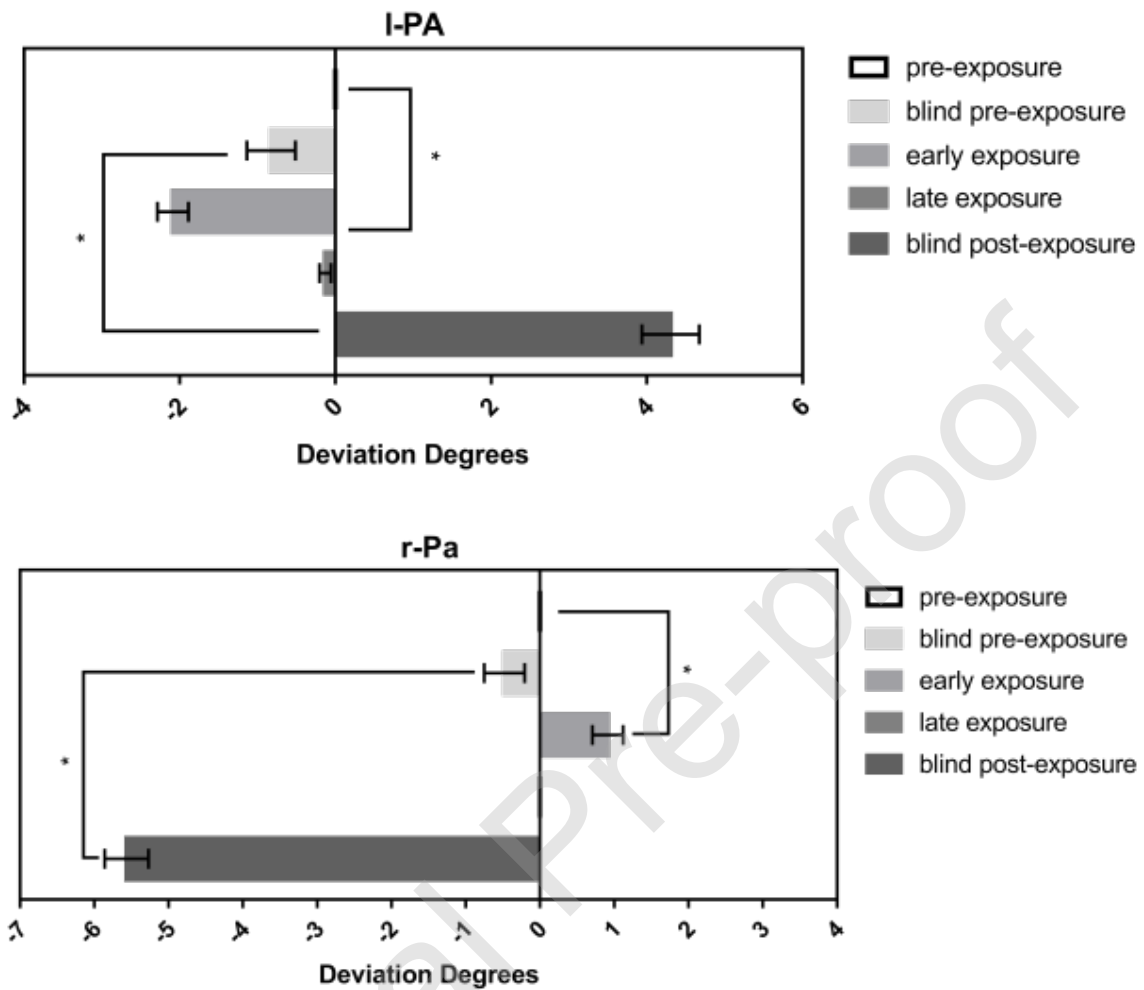 l-PA
pre-exposure
blind pre-exposure
early exposure
late exposure
blind post-exposure
*
*
-4 -2 0 2 4 6
Deviation Degrees
r-Pa
pre-exposure
blind pre-exposure
early exposure
late exposure
blind post-exposure
*
*
-7 -6 -5 -4 -3 -2 -1 0 1 2 3 4
Deviation Degrees
al Pre-proof